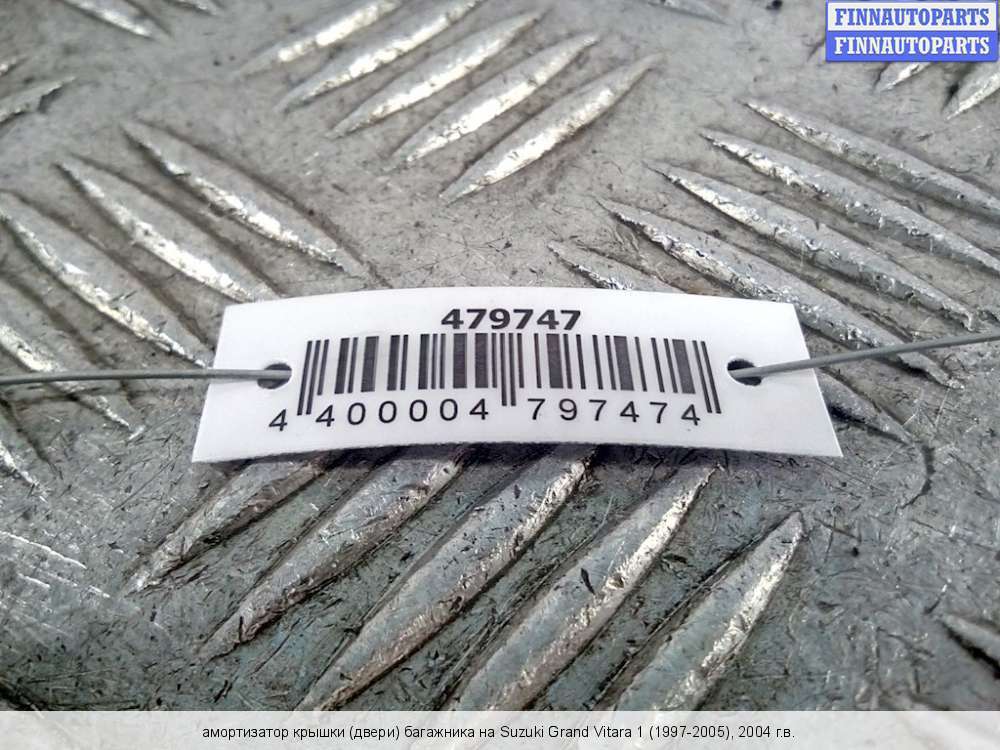 FINNAUTOPARTS
FINNAUTOPARTS
479747
4 400004 797474
амортизатор крышки (двери) багажника на Suzuki Grand Vitara 1 (1997-2005), 2004 г.в.